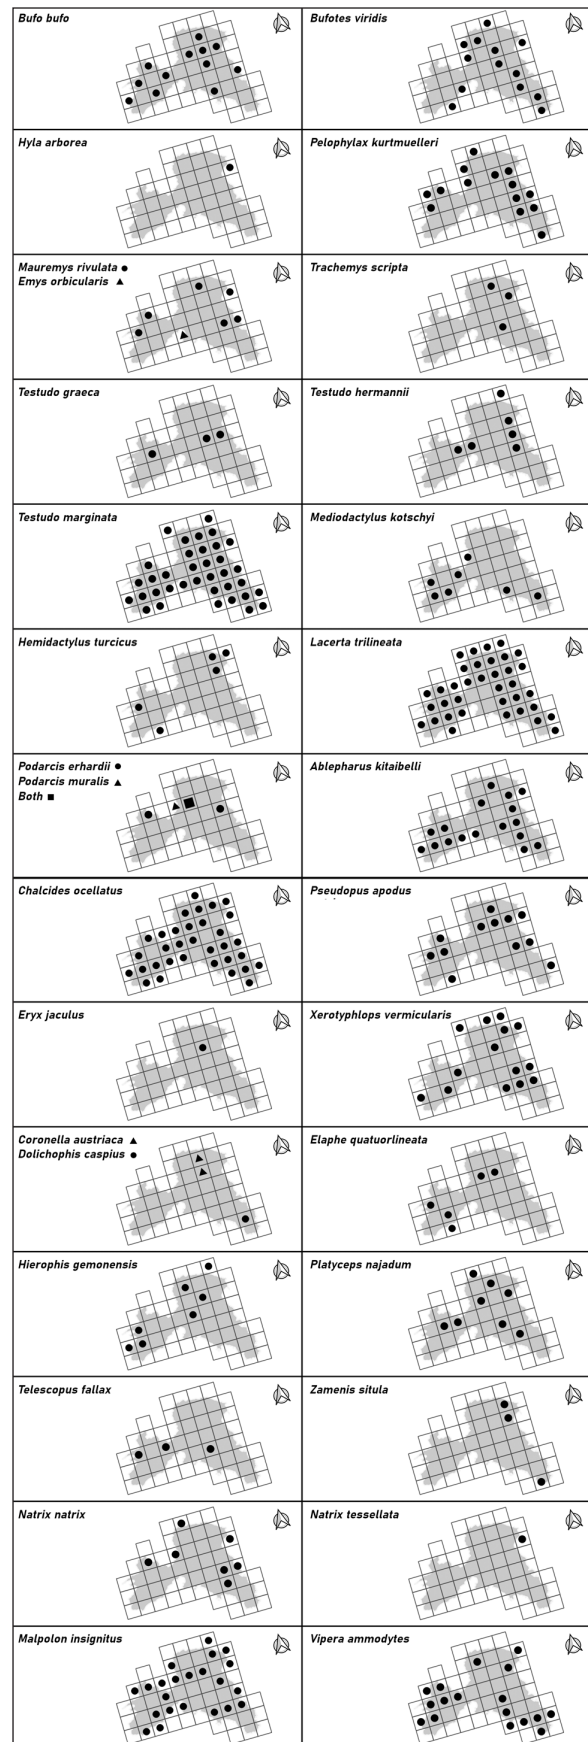 Bufo bufo
Bufotes viridis
Hyla arborea
Pelophylax kurtmuelleri
Mauremys rivulata
Emys orbicularis
Trachemys scripta
Testudo graeca
Testudo hermannii
Testudo marginata
Mediodactylus kotschyi
Hemidactylus turcicus
Lacerta trilineata
Podarcis erhardii
Podarcis muralis
Both
Ablepharus kitaibelli
Chalcides ocellatus
Pseudopus apodus
Eryx jaculus
Xerotyphlops vermicularis
Coronella austriaca
Dolichophis caspius
Elaphe quatuorlineata
Hierophis gemonensis
Platyceps najadum
Telescopus fallax
Zamenis situla
Natrix natrix
Natrix tessellata
Malpolon insignitus
Vipera ammodytes